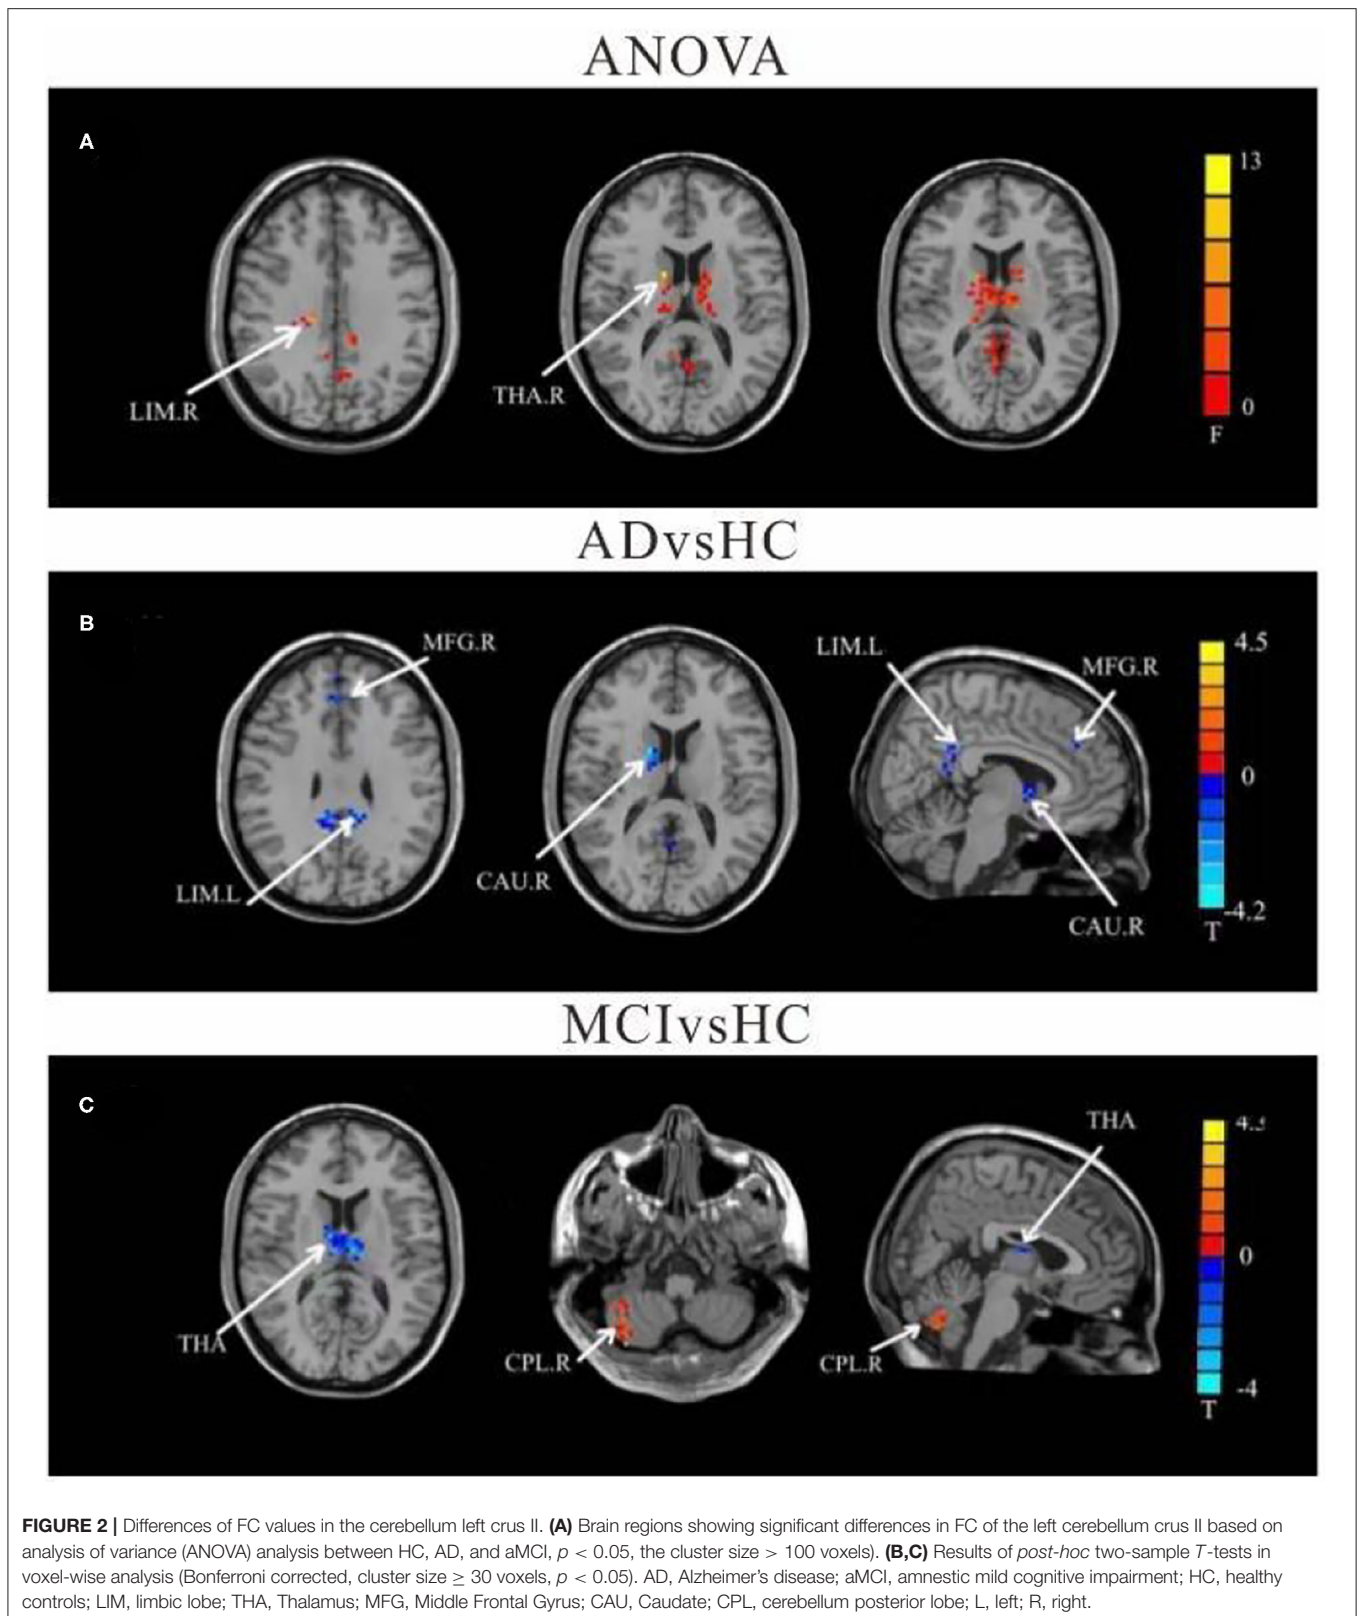 ANOVA
A
13
LIM.R
THA.R
0
F
ADvsHC
B
MFG.R
LIM.L
MFG.R
4.5
0
LIM.L
CAU.R
CAU.R
-4.2
T
MCIvsHC
C
THA
0
THA
CPL.R
CPL.R
-4
T
FIGURE 2 | Differences of FC values in the cerebellum left crus II. (A) Brain regions showing significant differences in FC of the left cerebellum crus II based on
analysis of variance (ANOVA) analysis between HC, AD, and aMCI, p < 0.05, the cluster size > 100 voxels). (B,C) Results of post-hoc two-sample T-tests in
voxel-wise analysis (Bonferroni corrected, cluster size ≥ 30 voxels, p < 0.05). AD, Alzheimer's disease; aMCI, amnestic mild cognitive impairment; HC, healthy
controls; LIM, limbic lobe; THA, Thalamus; MFG, Middle Frontal Gyrus; CAU, Caudate; CPL, cerebellum posterior lobe; L, left; R, right.